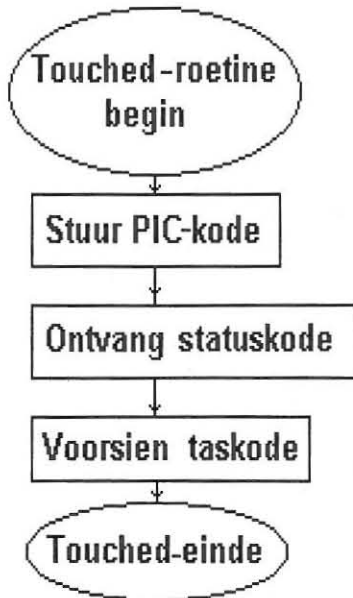 Touched-roetine
begin
Stuur PIC-kode
Ontvang statuskode
Voorsien taskode
Touched-einde